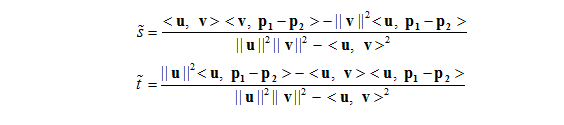 s̃ = (< u, v > < v, p₁−p₂ > − || v ||² < u, p₁−p₂ >) / (|| u ||² || v ||² − < u, v >²)
t̃ = (|| u ||² < v, p₁−p₂ > − < u, v > < u, p₁−p₂ >) / (|| u ||² || v ||² − < u, v >²)